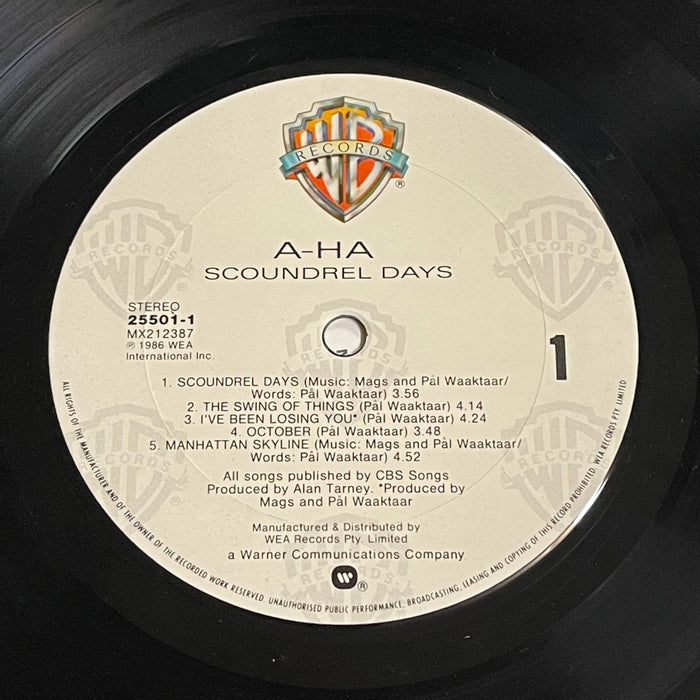 WB
RECORDS
®
A-HA
SCOUNDREL DAYS
STEREO
25501-1
MX212387
℗ 1986 WEA
International Inc.
1
1. SCOUNDREL DAYS (Music: Mags and Pål Waaktaar/
Words: Pål Waaktaar) 3:56
2. THE SWING OF THINGS (Pål Waaktaar) 4.14
3. I'VE BEEN LOSING YOU* (Pål Waaktaar) 4.24
4. OCTOBER (Pål Waaktaar) 3.48
5. MANHATTAN SKYLINE (Music: Mags and Pål Waaktaar/
Words: Pål Waaktaar) 4.52
All songs published by CBS Songs
Produced by Alan Tarney. *Produced by
Mags and Pål Waaktaar
Manufactured & Distributed by
WEA Records Pty. Limited
a Warner Communications Company
®
ALL RIGHTS OF THE MANUFACTURER AND OF THE OWNER OF THE RECORDED WORK RESERVED. UNAUTHORISED PUBLIC PERFORMANCE, BROADCASTING, LEASING AND COPYING OF THIS RECORD PROHIBITED. WEA RECORDS PTY. LIMITED